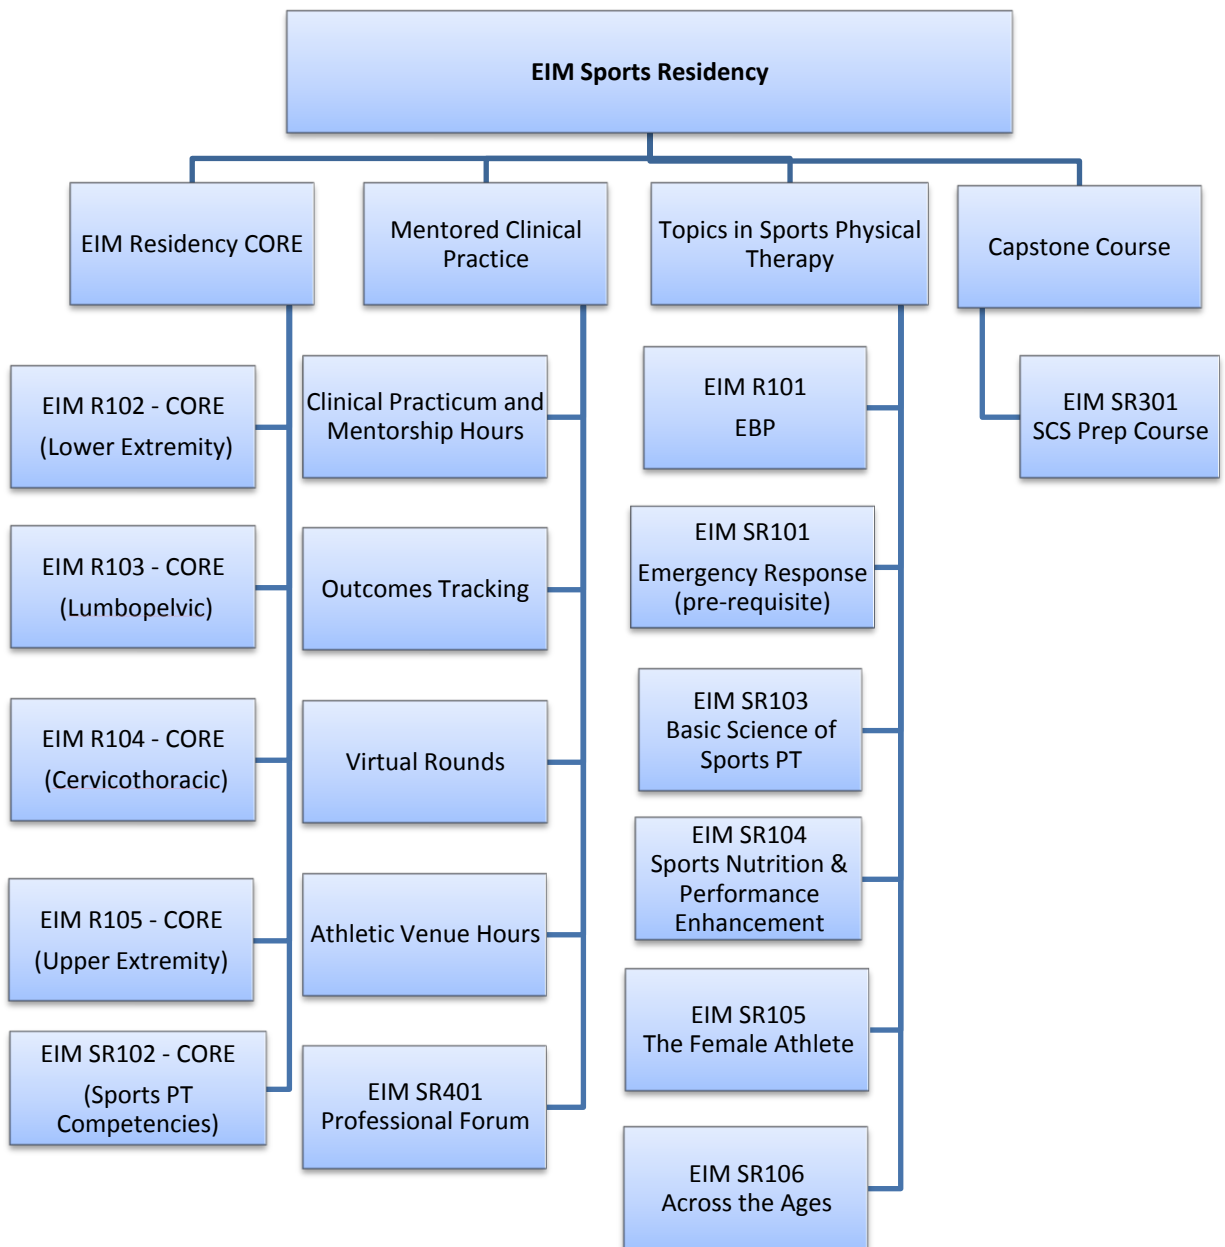 EIM Sports Residency
EIM Residency CORE
Mentored Clinical
Practice
Topics in Sports Physical
Therapy
Capstone Course
EIM R102 - CORE
(Lower Extremity)
EIM R103 - CORE
(Lumbopelvic)
EIM R104 - CORE
(Cervicothoracic)
EIM R105 - CORE
(Upper Extremity)
EIM SR102 - CORE
(Sports PT
Competencies)
Clinical Practicum and
Mentorship Hours
Outcomes Tracking
Virtual Rounds
Athletic Venue Hours
EIM SR401
Professional Forum
EIM R101
EBP
EIM SR101
Emergency Response
(pre-requisite)
EIM SR103
Basic Science of
Sports PT
EIM SR104
Sports Nutrition &
Performance
Enhancement
EIM SR105
The Female Athlete
EIM SR106
Across the Ages
EIM SR301
SCS Prep Course